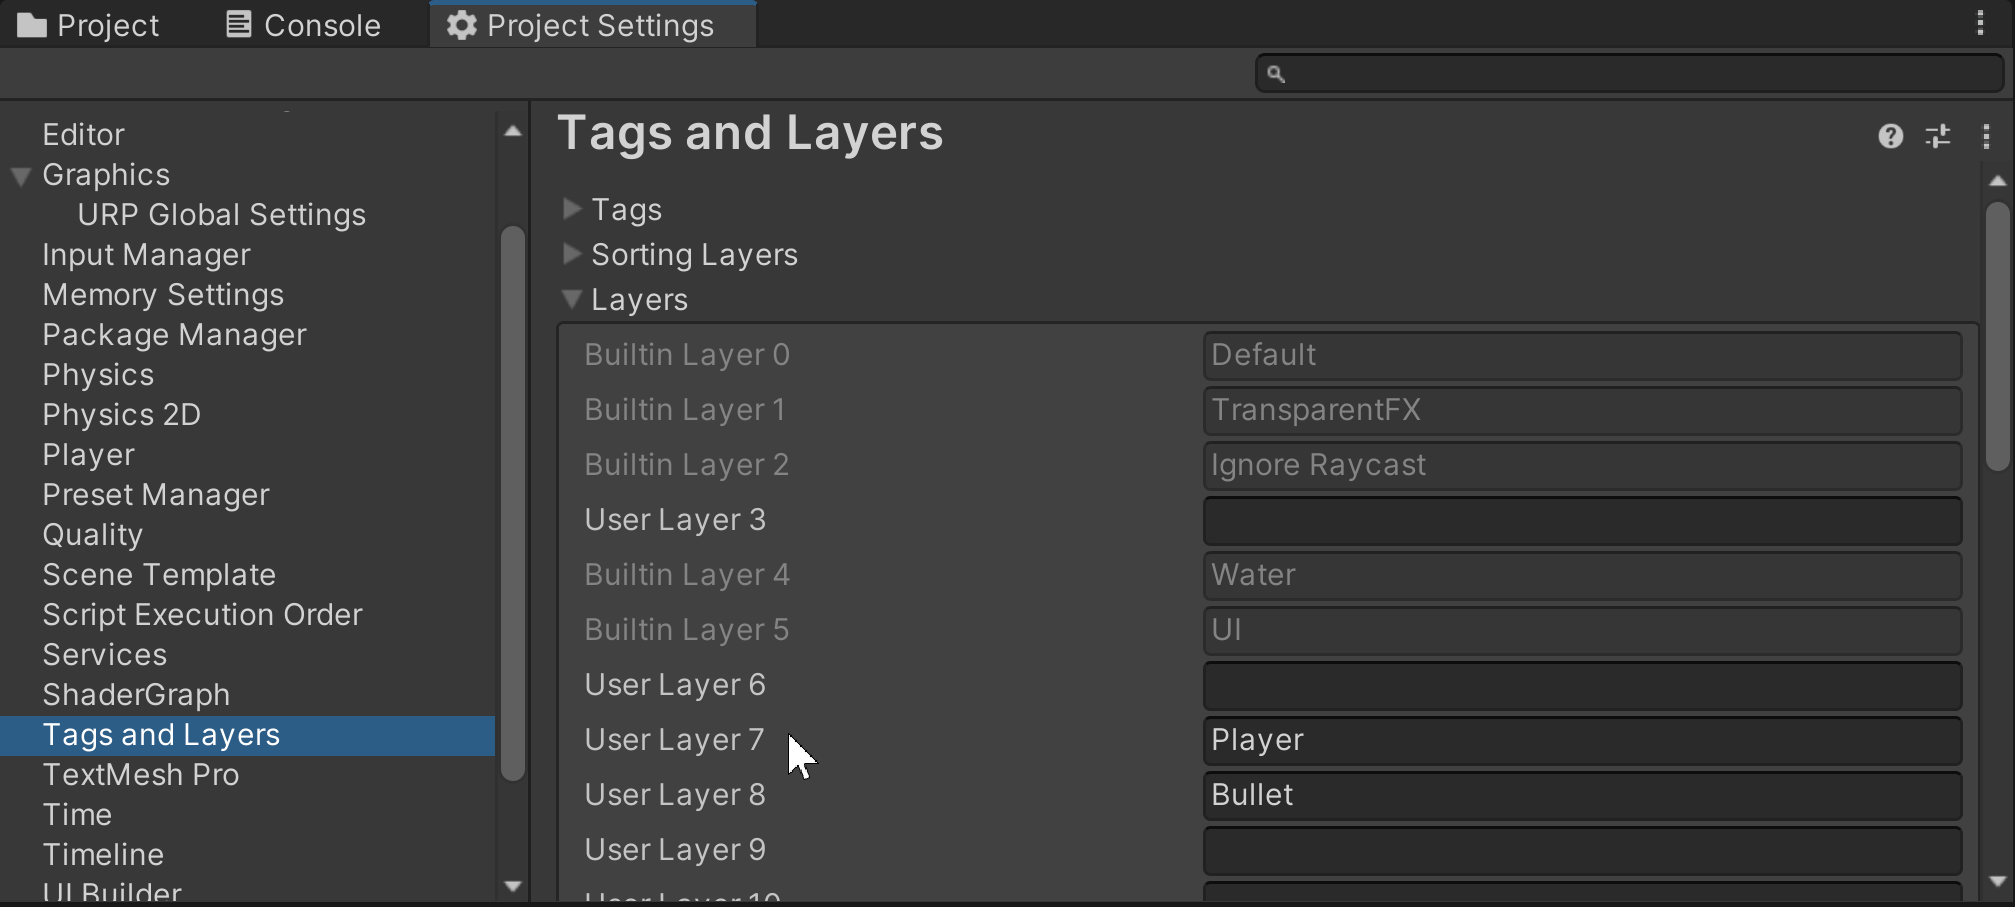 Project
Console
Project Settings
Editor
Graphics
URP Global Settings
Input Manager
Memory Settings
Package Manager
Physics
Physics 2D
Player
Preset Manager
Quality
Scene Template
Script Execution Order
Services
ShaderGraph
Tags and Layers
TextMesh Pro
Time
Timeline
UI Builder
Tags and Layers
Tags
Sorting Layers
Layers
Builtin Layer 0 Default
Builtin Layer 1 TransparentFX
Builtin Layer 2 Ignore Raycast
User Layer 3
Builtin Layer 4 Water
Builtin Layer 5 UI
User Layer 6
User Layer 7 Player
User Layer 8 Bullet
User Layer 9
User Layer 10